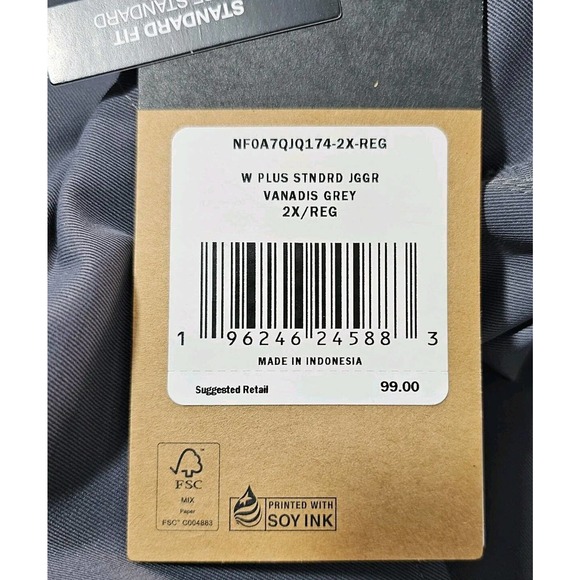 STANDARD FIT
STANDARD
NF0A7QJQ174-2X-REG
W PLUS STNDRD JGGR
VANADIS GREY
2X/REG
1 96246 24588 3
MADE IN INDONESIA
Suggested Retail 99.00
FSC
MIX
Paper
FSC® C004883
PRINTED WITH
SOY INK